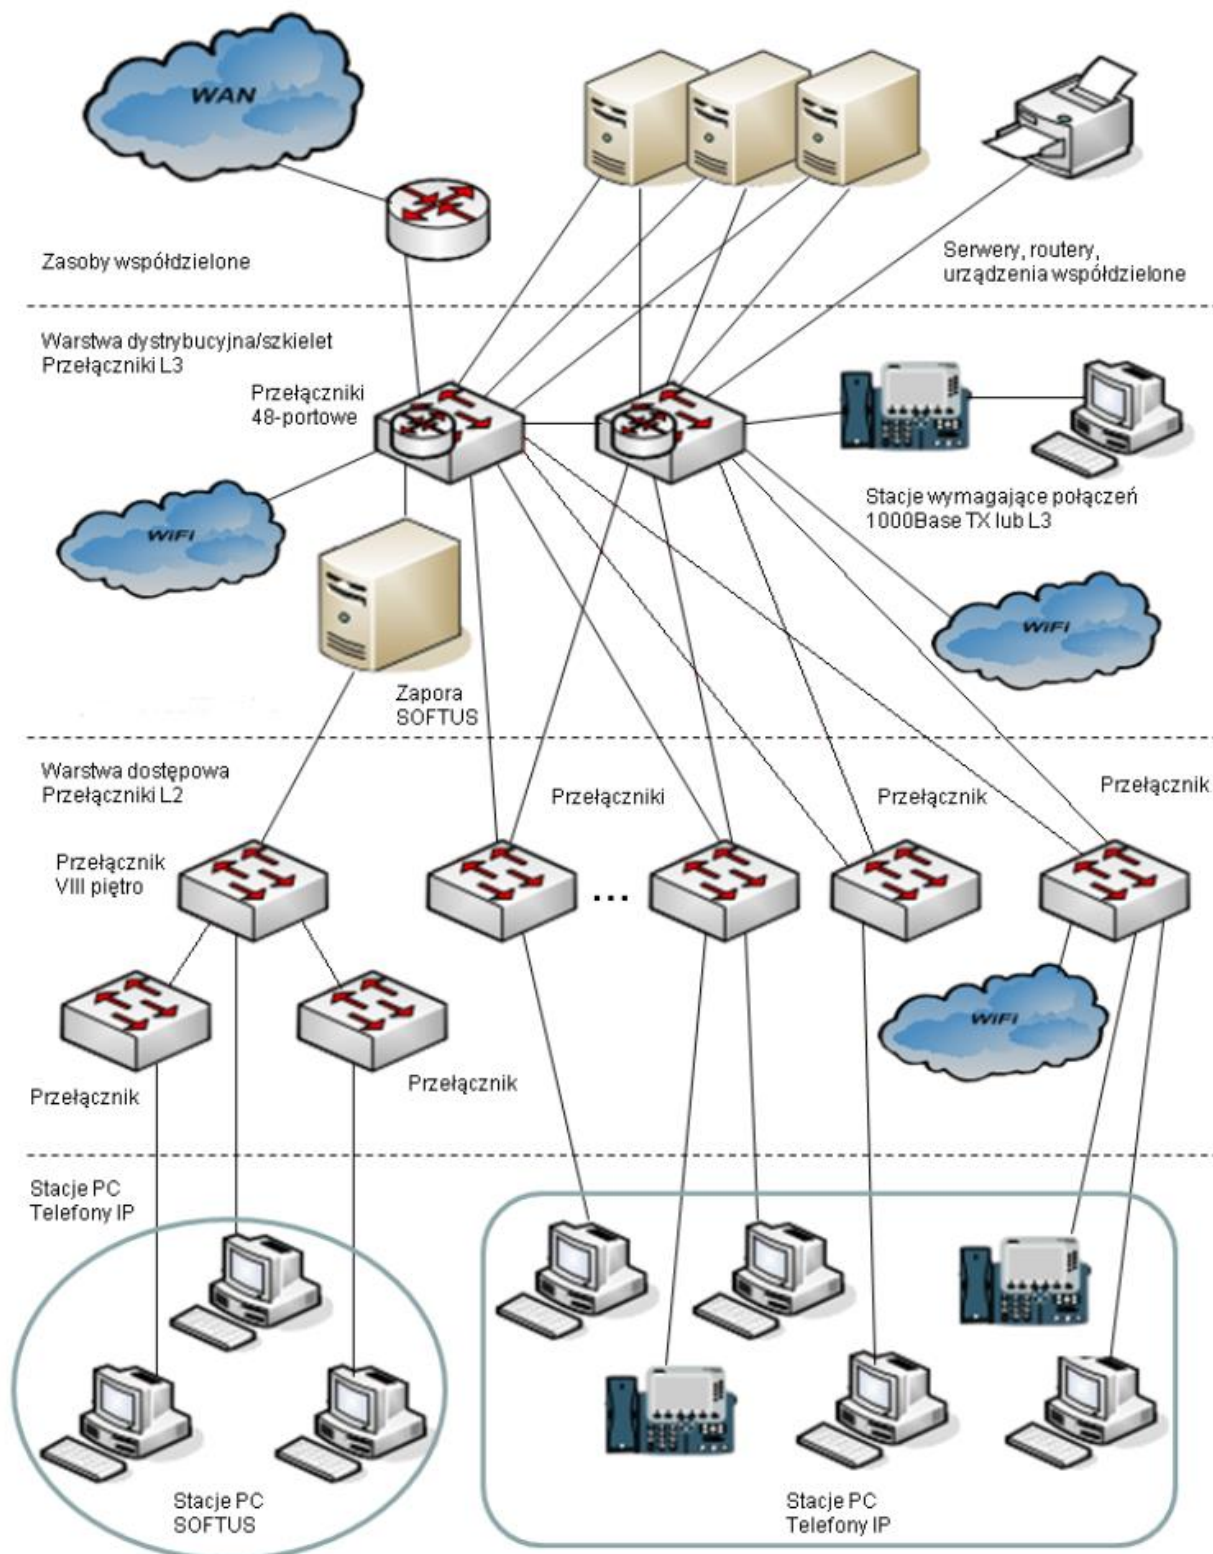 WAN
Zasoby współdzielone
Serwery, routery,
urządzenia współdzielone
Warstwa dystrybucyjna/szkielet
Przełączniki L3
Przełączniki
48-portowe
Stacje wymagające połączeń
1000Base TX lub L3
WiFi
WiFi
Zapora
SOFTUS
Warstwa dostępowa
Przełączniki L2
Przełączniki
Przełącznik
Przełącznik
Przełącznik
VIII piętro
...
WiFi
Przełącznik
Przełącznik
Stacje PC
Telefony IP
Stacje PC
SOFTUS
Stacje PC
Telefony IP